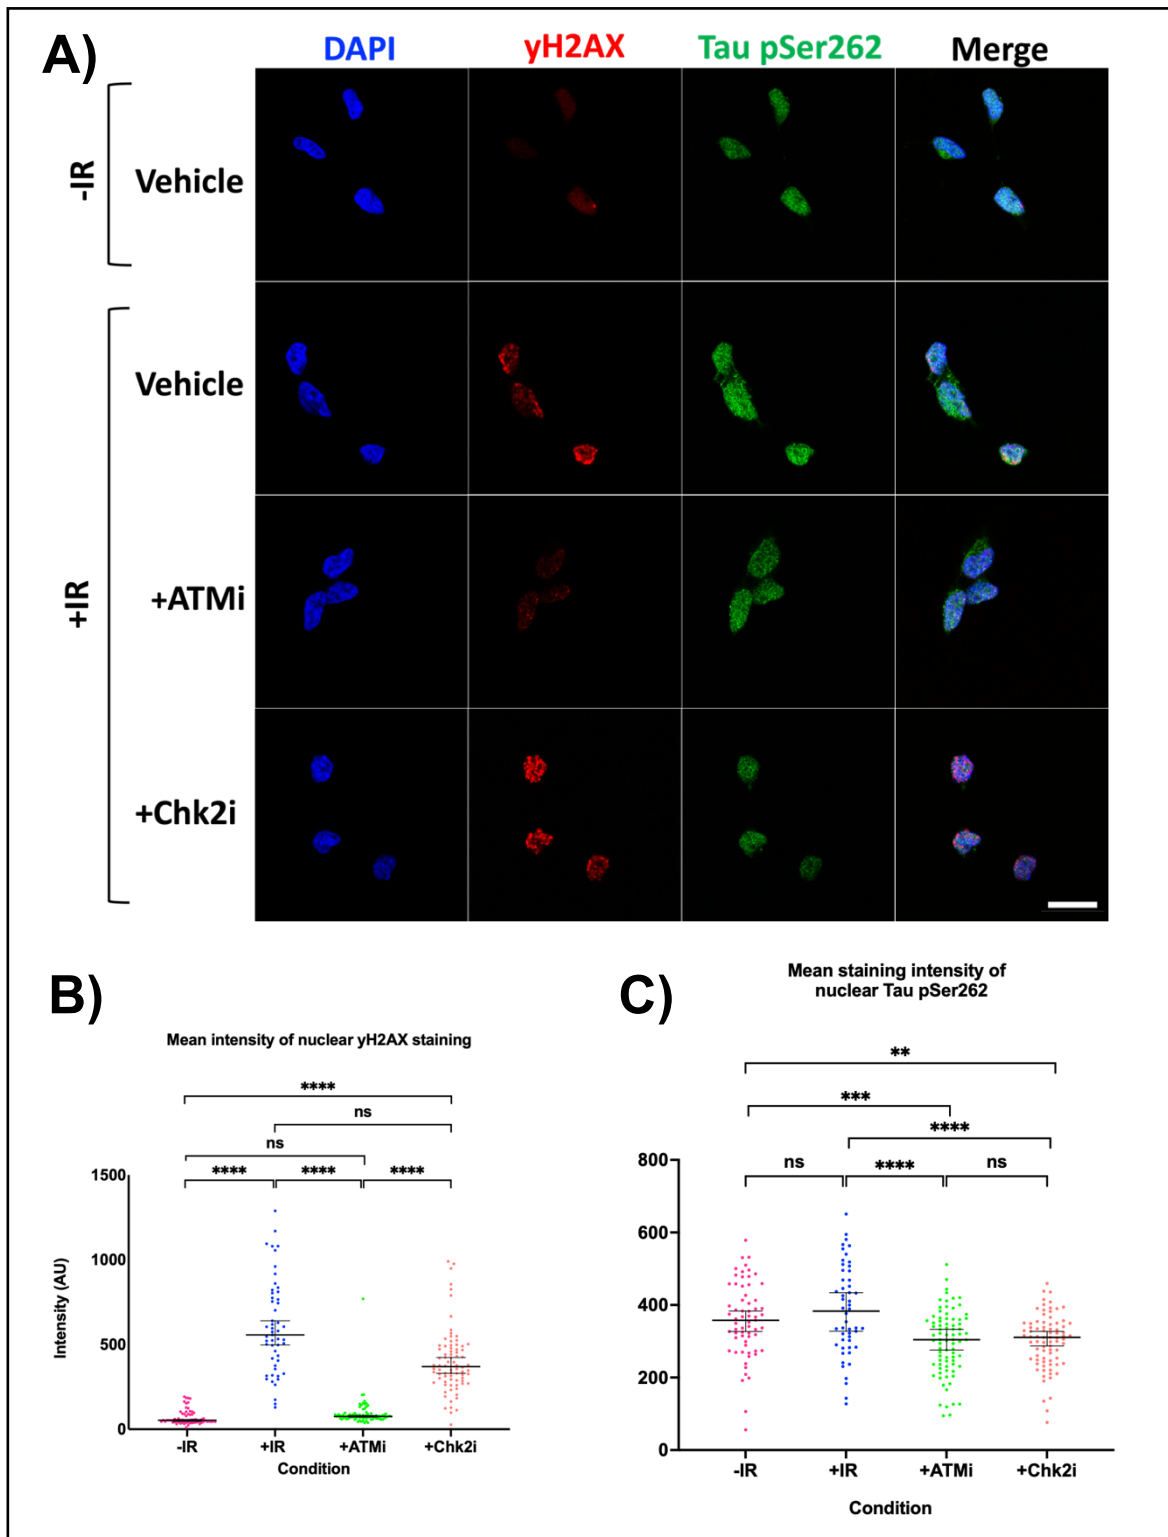 A)
DAPI yH2AX Tau pSer262 Merge
-IR
Vehicle
+IR
Vehicle
+ATMi
+Chk2i
B)
Mean intensity of nuclear yH2AX staining
****
ns
ns
**** **** ****
1500
1000
500
0
Intensity (AU)
-IR +IR +ATMi +Chk2i
Condition
C)
Mean staining intensity of
nuclear Tau pSer262
**
***
****
ns **** ns
800
600
400
200
0
-IR +IR +ATMi +Chk2i
Condition